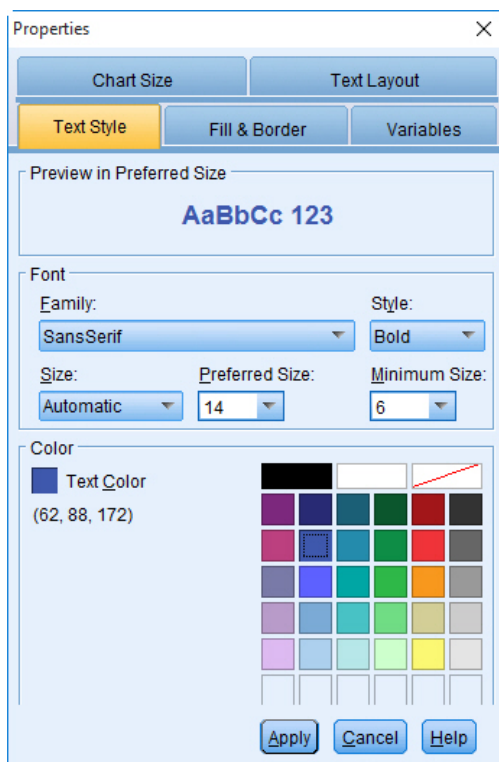 Properties
Chart Size Text Layout
Text Style Fill & Border Variables
Preview in Preferred Size
AaBbCc 123
Font
Family: Style:
SansSerif Bold
Size: Preferred Size: Minimum Size:
Automatic 14 6
Color
Text Color
(62, 88, 172)
Apply Cancel Help